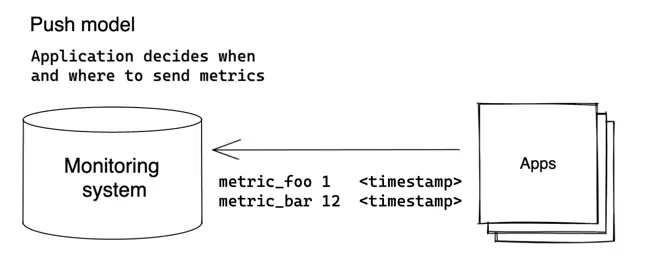 Push model
Application decides when
and where to send metrics
Monitoring
system
metric_foo 1 <timestamp>
metric_bar 12 <timestamp>
Apps